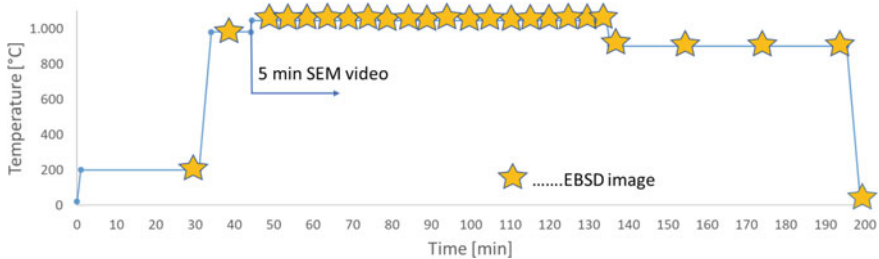 Temperature [°C]
1.000
800
600
400
200
0
5 min SEM video
.......EBSD image
0 10 20 30 40 50 60 70 80 90 100 110 120 130 140 150 160 170 180 190 200
Time [min]